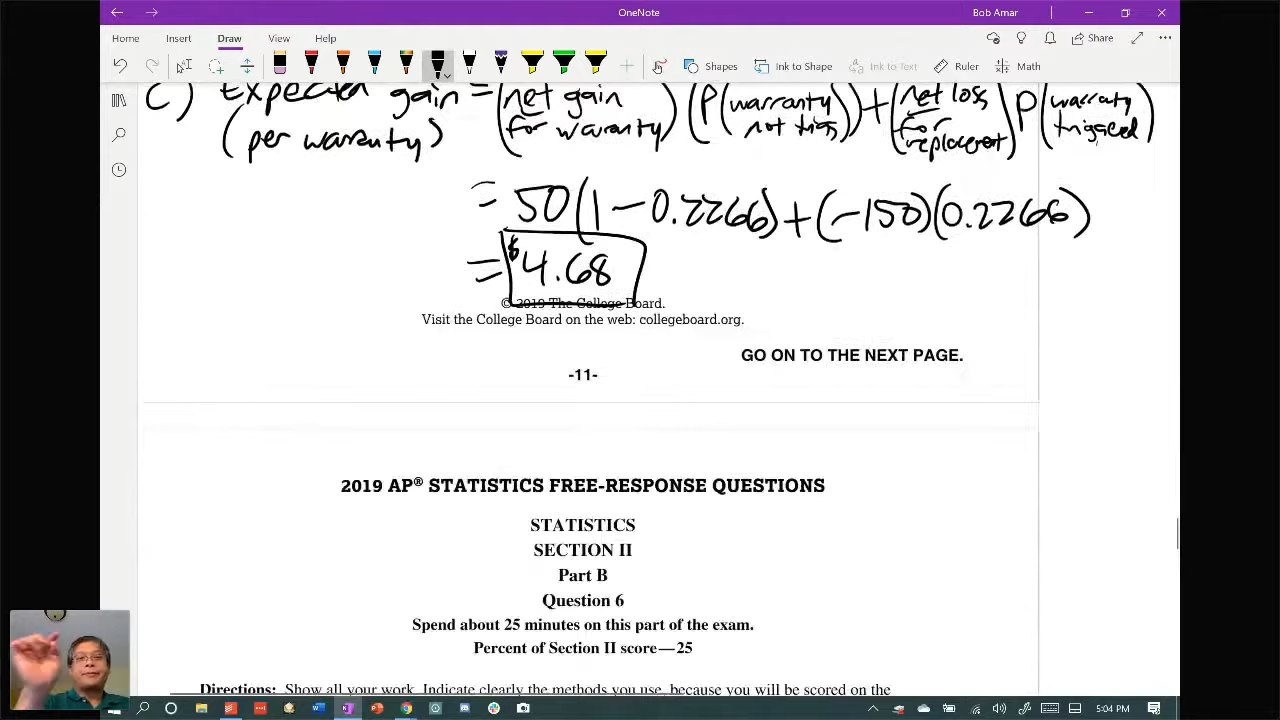 OneNote
Bob Amar
Home Insert Draw View Help
Share
Shapes Ink to Shape Ink to Text Ruler Math
C) Expected gain = (net gain for waranty) (P(warranty not trigg)) + (net loss for replacement) P(warranty triggered)
(per warranty)
= 50(1-0.2266)+(-150)(0.2266)
= $4.68
© 2019 The College Board.
Visit the College Board on the web: collegeboard.org.
GO ON TO THE NEXT PAGE.
-11-
2019 AP® STATISTICS FREE-RESPONSE QUESTIONS
STATISTICS
SECTION II
Part B
Question 6
Spend about 25 minutes on this part of the exam.
Percent of Section II score—25
Directions: Show all your work. Indicate clearly the methods you use, because you will be scored on the
5:04 PM